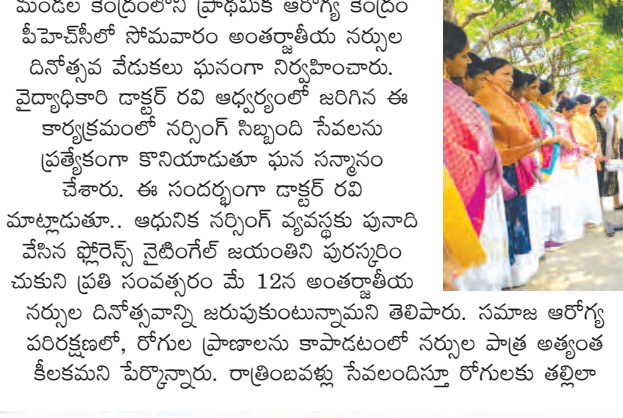 మండల కేంద్రంలోని ప్రాథమిక ఆరోగ్య కేంద్రం
పీహెచ్‌సీలో సోమవారం అంతర్జాతీయ నర్సుల
దినోత్సవ వేడుకలు ఘనంగా నిర్వహించారు.
వైద్యాధికారి డాక్టర్ రవి ఆధ్వర్యంలో జరిగిన ఈ
కార్యక్రమంలో నర్సింగ్ సిబ్బంది సేవలను
ప్రత్యేకంగా కొనియాడుతూ ఘన సన్మానం
చేశారు. ఈ సందర్భంగా డాక్టర్ రవి
మాట్లాడుతూ.. ఆధునిక నర్సింగ్ వ్యవస్థకు పునాది
వేసిన ఫ్లోరెన్స్ నైటింగేల్ జయంతిని పురస్కరిం
చుకుని ప్రతి సంవత్సరం మే 12న అంతర్జాతీయ
నర్సుల దినోత్సవాన్ని జరుపుకుంటున్నామని తెలిపారు. సమాజ ఆరోగ్య
పరిరక్షణలో, రోగుల ప్రాణాలను కాపాడటంలో నర్సుల పాత్ర అత్యంత
కీలకమని పేర్కొన్నారు. రాత్రింబవళ్లు సేవలందిస్తూ రోగులకు తల్లిలా